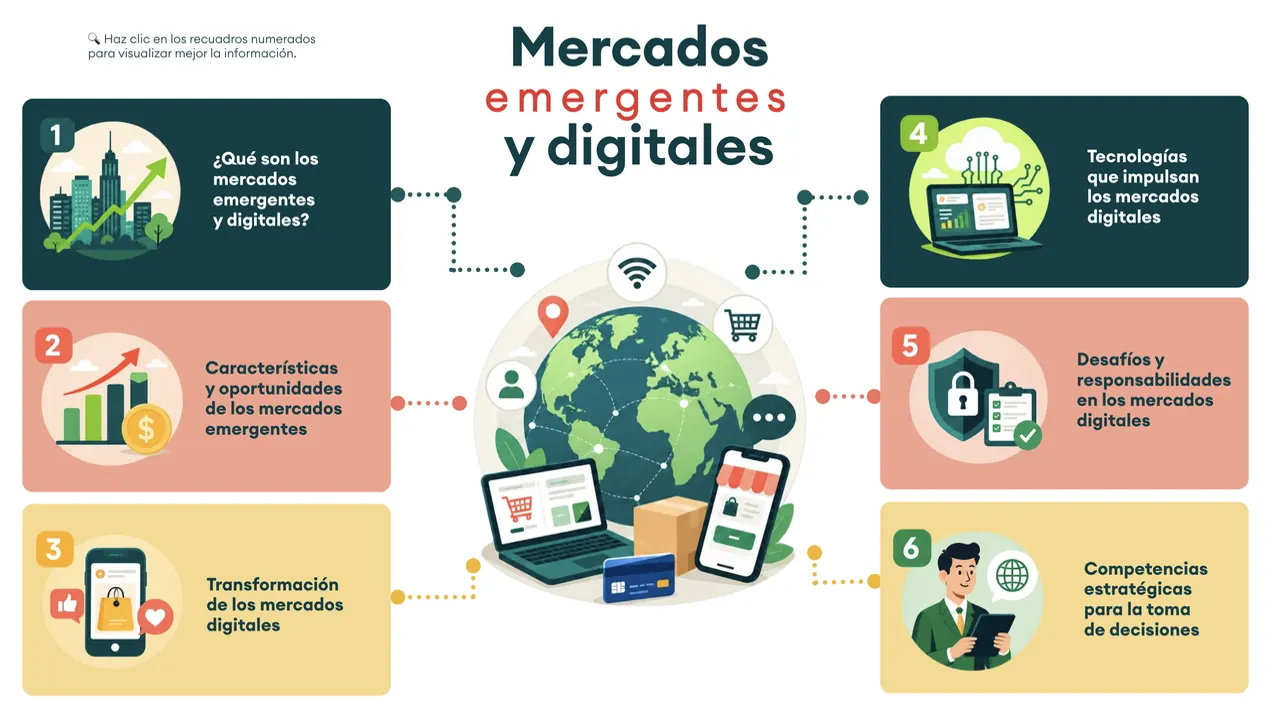 🔍 Haz clic en los recuadros numerados
para visualizar mejor la información.
Mercados
emergentes
y digitales
1
¿Qué son los
mercados
emergentes
y digitales?
2
Características
y oportunidades
de los mercados
emergentes
$
3
Transformación
de los mercados
digitales
4
Tecnologías
que impulsan
los mercados
digitales
5
Desafíos y
responsabilidades
en los mercados
digitales
6
Competencias
estratégicas
para la toma
de decisiones